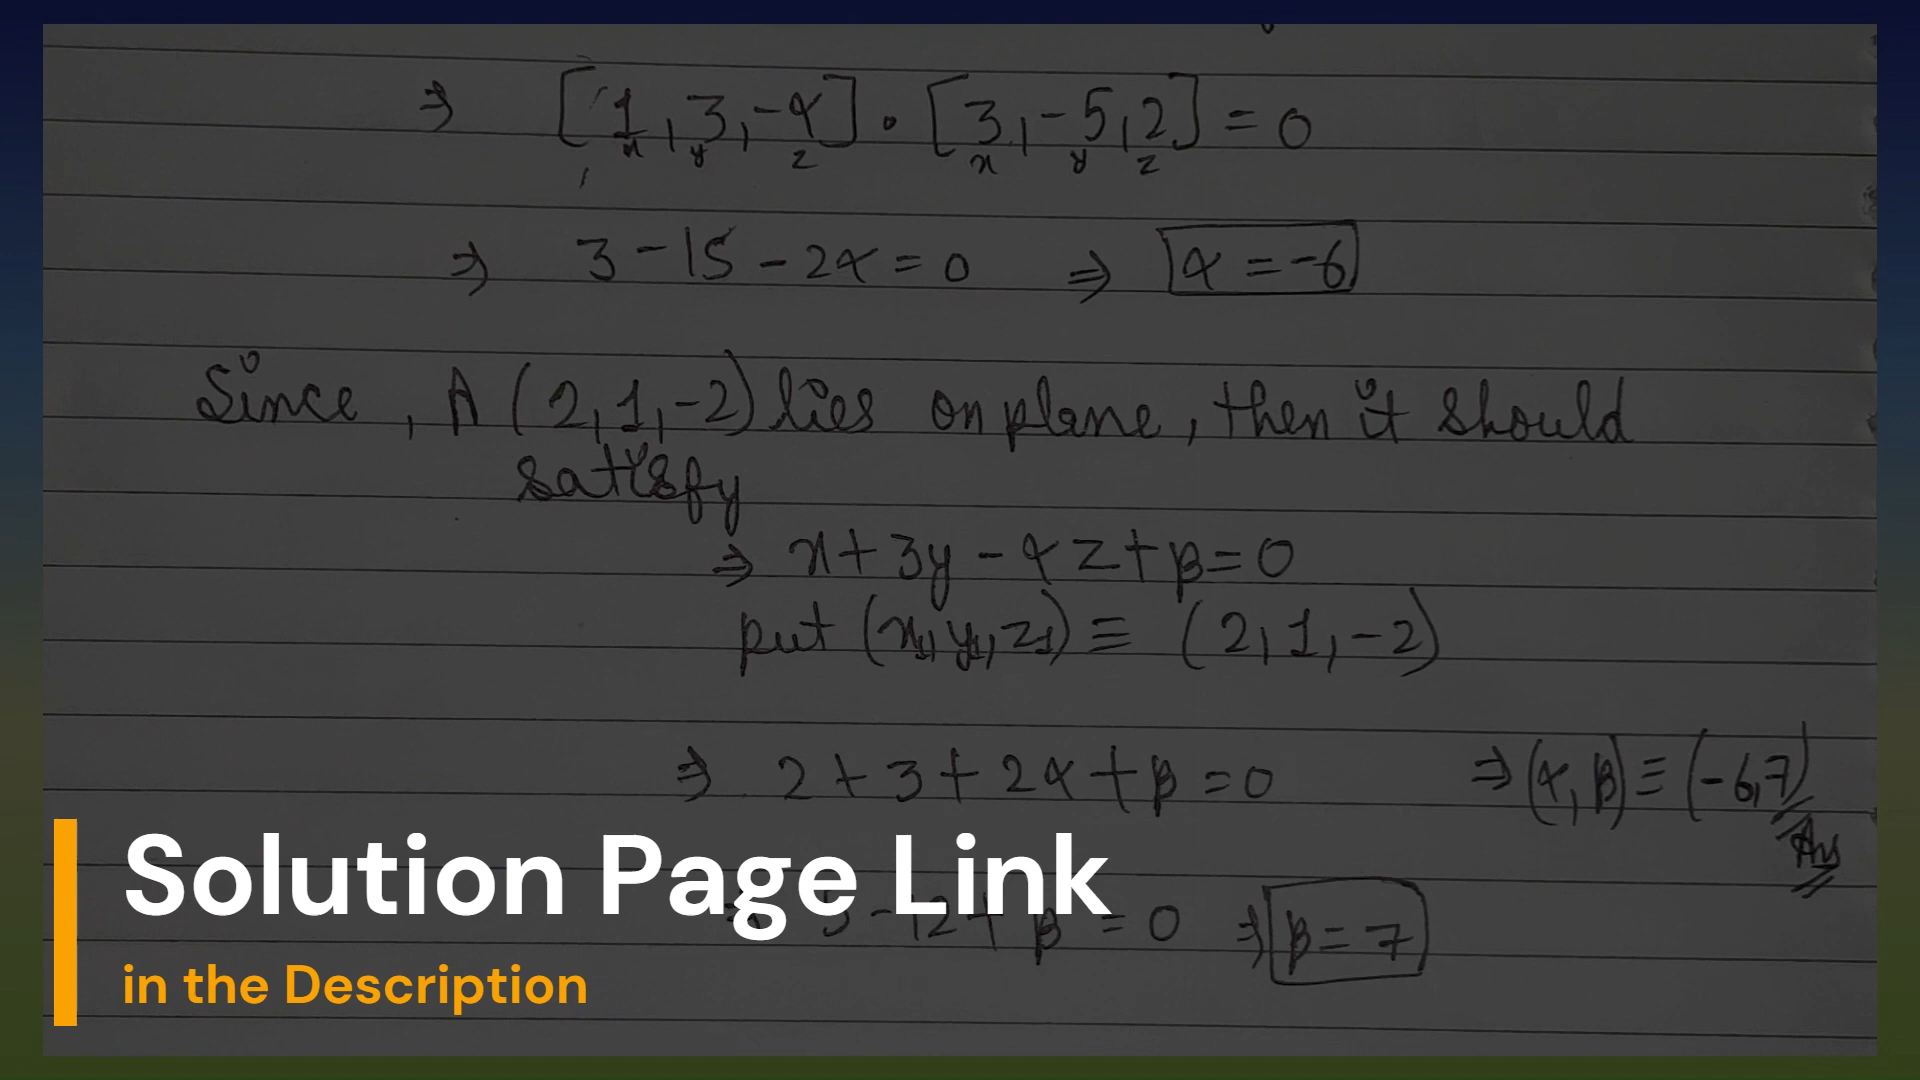 ⇒ [1, 3, -α] · [3, -5, 2] = 0
x y z x y z
⇒ 3 - 15 - 2α = 0 ⇒ α = -6
Since, A (2, 1, -2) lies on plane, then it should
satisfy
⇒ x + 3y - αz + β = 0
put (x₁, y₁, z₁) ≡ (2, 1, -2)
⇒ 2 + 3 + 2α + β = 0 ⇒ (α, β) ≡ (-6, 7)
Ans
⇒ 5 - 12 + β = 0 ⇒ β = 7
Solution Page Link
in the Description